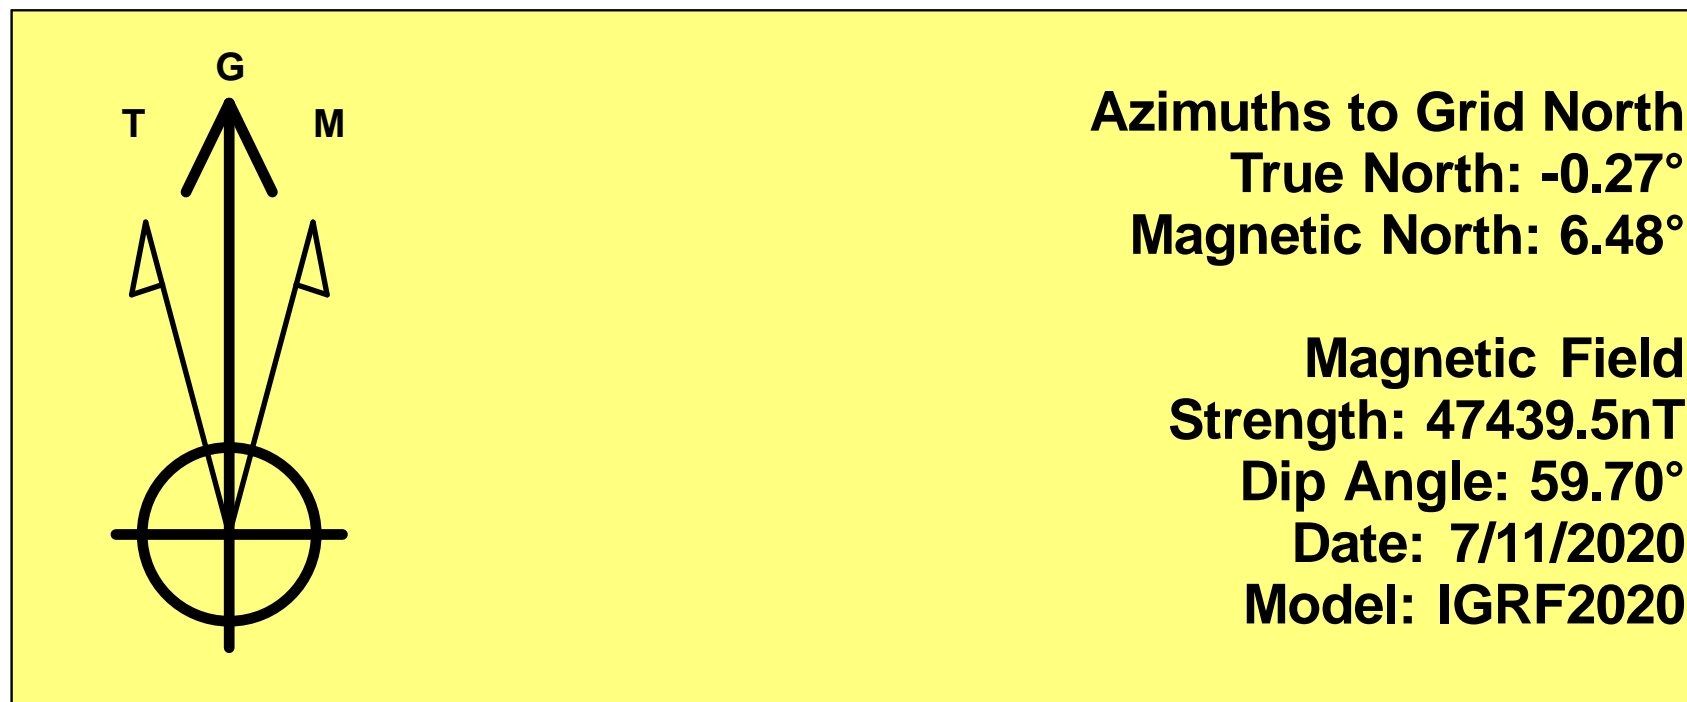 G
T M
Azimuths to Grid North
True North: -0.27°
Magnetic North: 6.48°
Magnetic Field
Strength: 47439.5nT
Dip Angle: 59.70°
Date: 7/11/2020
Model: IGRF2020